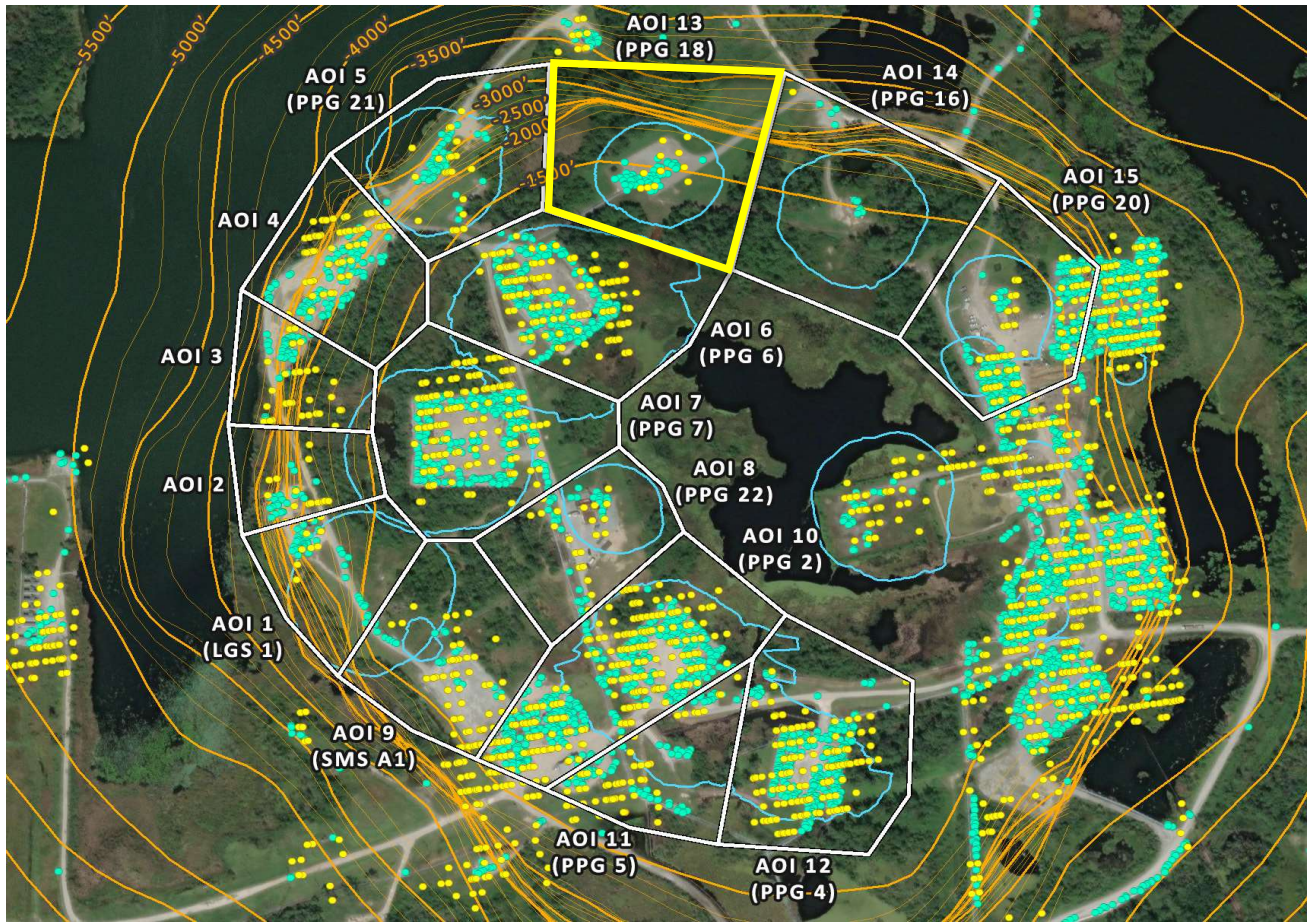 -5500'
-5000'
-4500'
-4000'
-3500'
-3000'
-2500'
-2000'
-1500'
AOI 13
(PPG 18)
AOI 5
(PPG 21)
AOI 14
(PPG 16)
AOI 15
(PPG 20)
AOI 4
AOI 3
AOI 6
(PPG 6)
AOI 7
(PPG 7)
AOI 2
AOI 8
(PPG 22)
AOI 10
(PPG 2)
AOI 1
(LGS 1)
AOI 9
(SMS A1)
AOI 11
(PPG 5)
AOI 12
(PPG 4)